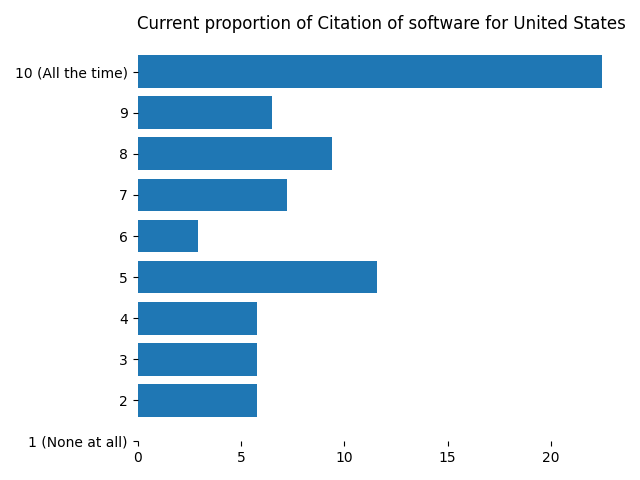 Current proportion of Citation of software for United States
10 (All the time)
9
8
7
6
5
4
3
2
1 (None at all)
0 5 10 15 20